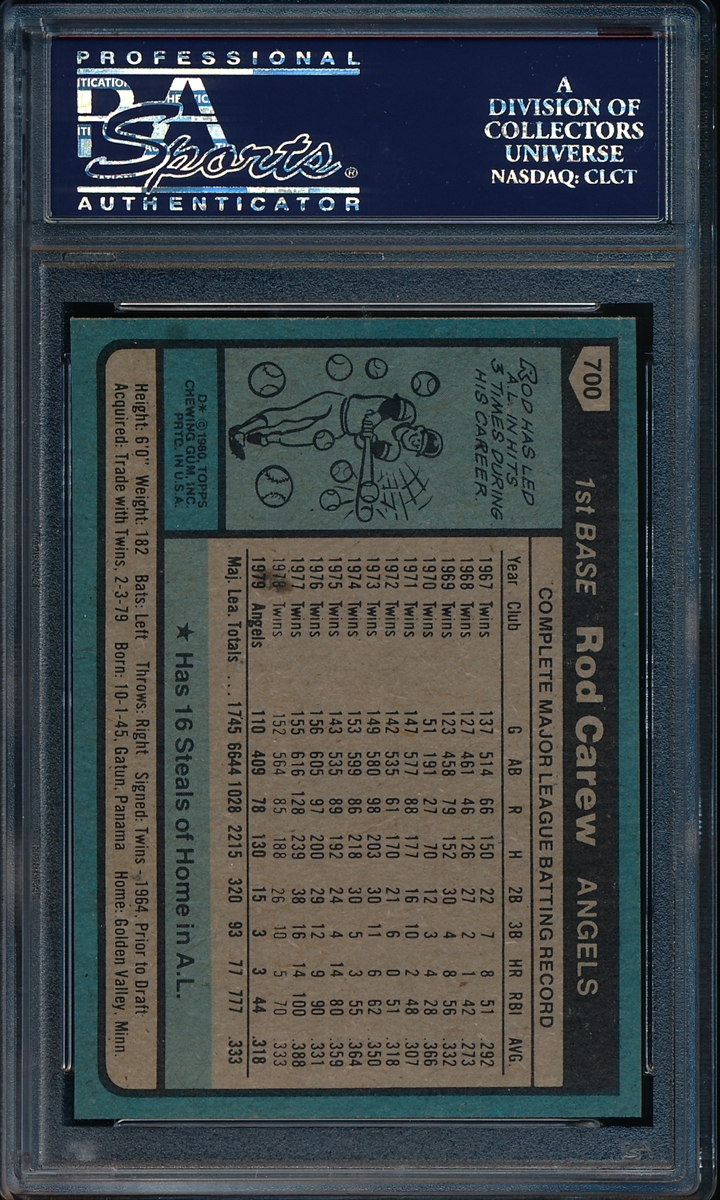 PROFESSIONAL
PSA
Sports®
AUTHENTICATOR
A
DIVISION OF
COLLECTORS
UNIVERSE
NASDAQ: CLCT
700
1st BASE Rod Carew ANGELS
ROD HAS LED
A.L. IN HITS
3 TIMES DURING
HIS CAREER.
D* © 1980, TOPPS
CHEWING GUM, INC.
PRTD. IN U.S.A.
COMPLETE MAJOR LEAGUE BATTING RECORD
Year Club G AB R H 2B 3B HR RBI AVG.
1967 Twins 137 514 66 150 22 7 8 51 .292
1968 Twins 127 461 46 126 27 2 1 42 .273
1969 Twins 123 458 79 152 30 4 8 56 .332
1970 Twins 51 191 27 70 12 3 4 28 .366
1971 Twins 147 577 88 177 16 10 2 48 .307
1972 Twins 142 535 61 170 21 6 0 51 .318
1973 Twins 149 580 98 203 30 11 6 62 .350
1974 Twins 153 599 86 218 30 5 3 55 .364
1975 Twins 143 535 89 192 24 4 14 80 .359
1976 Twins 156 605 97 200 29 12 9 90 .331
1977 Twins 155 616 128 239 38 16 14 100 .388
1978 Twins 152 564 85 188 26 10 5 70 .333
1979 Angels 110 409 78 130 15 3 3 44 .318
Maj. Lea. Totals ... 1745 6644 1028 2215 320 93 77 777 .333
★ Has 16 Steals of Home in A.L.
Height: 6'0" Weight: 182 Bats: Left Throws: Right Signed: Twins - 1964, Prior to Draft
Acquired: Trade with Twins, 2-3-79 Born: 10-1-45, Gatun, Panama Home: Golden Valley, Minn.